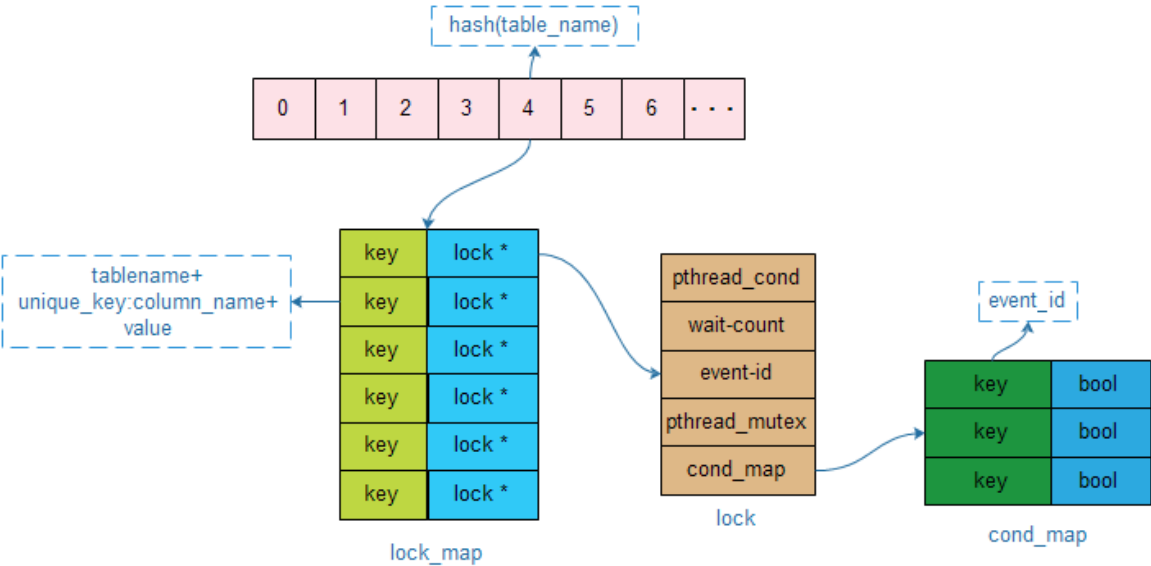 hash(table_name)
0 1 2 3 4 5 6 · · ·
key lock *
key lock *
key lock *
key lock *
key lock *
key lock *
lock_map
tablename+
unique_key:column_name+
value
pthread_cond
wait-count
event-id
pthread_mutex
cond_map
lock
event_id
key bool
key bool
key bool
cond_map